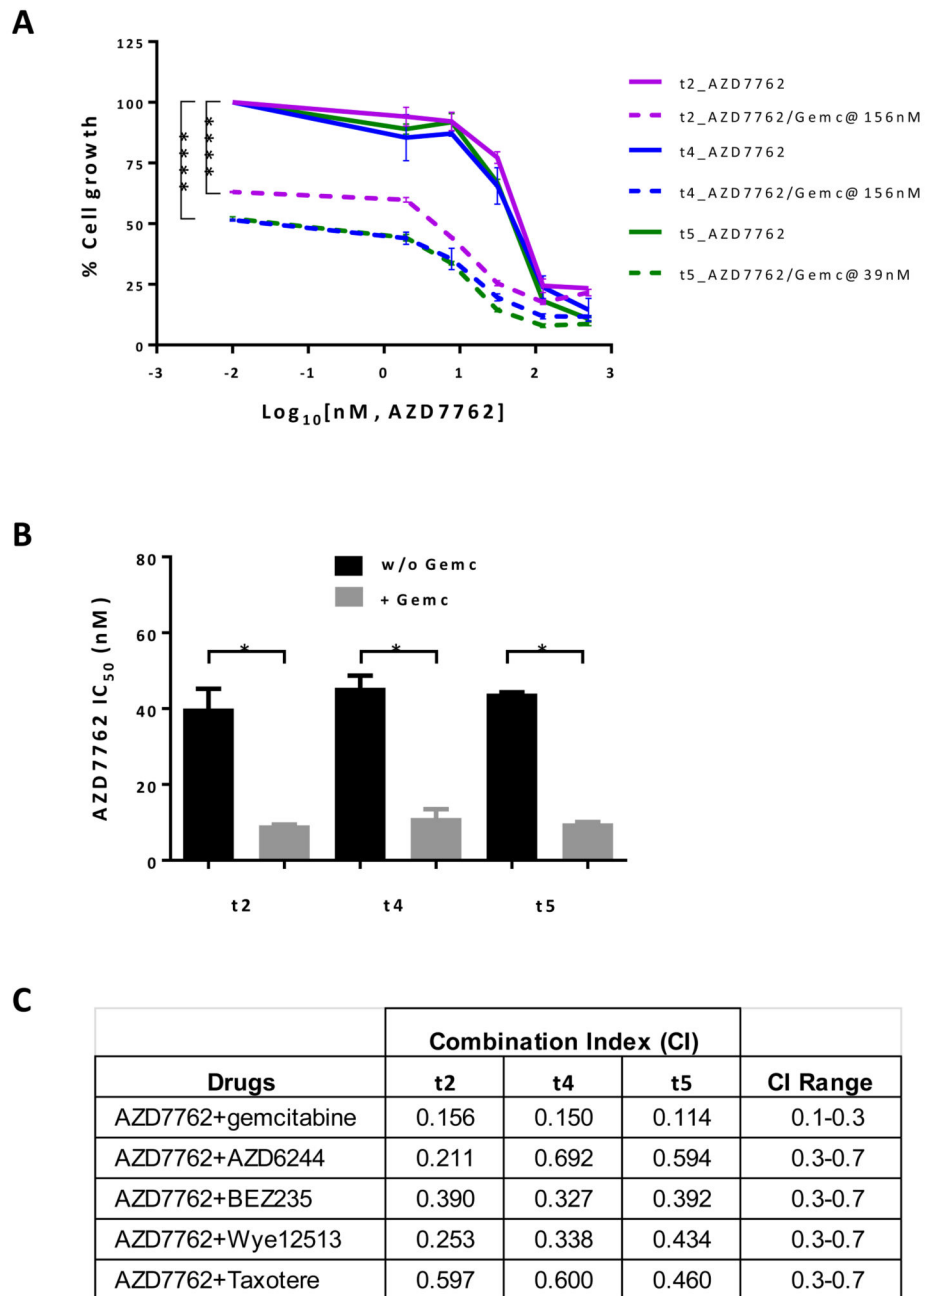 A
125
100
75
50
25
0
% Cell growth
-3 -2 -1 0 1 2 3
Log10[nM, AZD7762]
****
****
t2_AZD7762
t2_AZD7762/Gemc@156nM
t4_AZD7762
t4_AZD7762/Gemc@156nM
t5_AZD7762
t5_AZD7762/Gemc@39nM
B
80
60
40
20
0
AZD7762 IC50 (nM)
w/o Gemc
+ Gemc
* * *
t2 t4 t5
C
Combination Index (CI)
Drugs t2 t4 t5 CI Range
AZD7762+gemcitabine 0.156 0.150 0.114 0.1-0.3
AZD7762+AZD6244 0.211 0.692 0.594 0.3-0.7
AZD7762+BEZ235 0.390 0.327 0.392 0.3-0.7
AZD7762+Wye12513 0.253 0.338 0.434 0.3-0.7
AZD7762+Taxotere 0.597 0.600 0.460 0.3-0.7